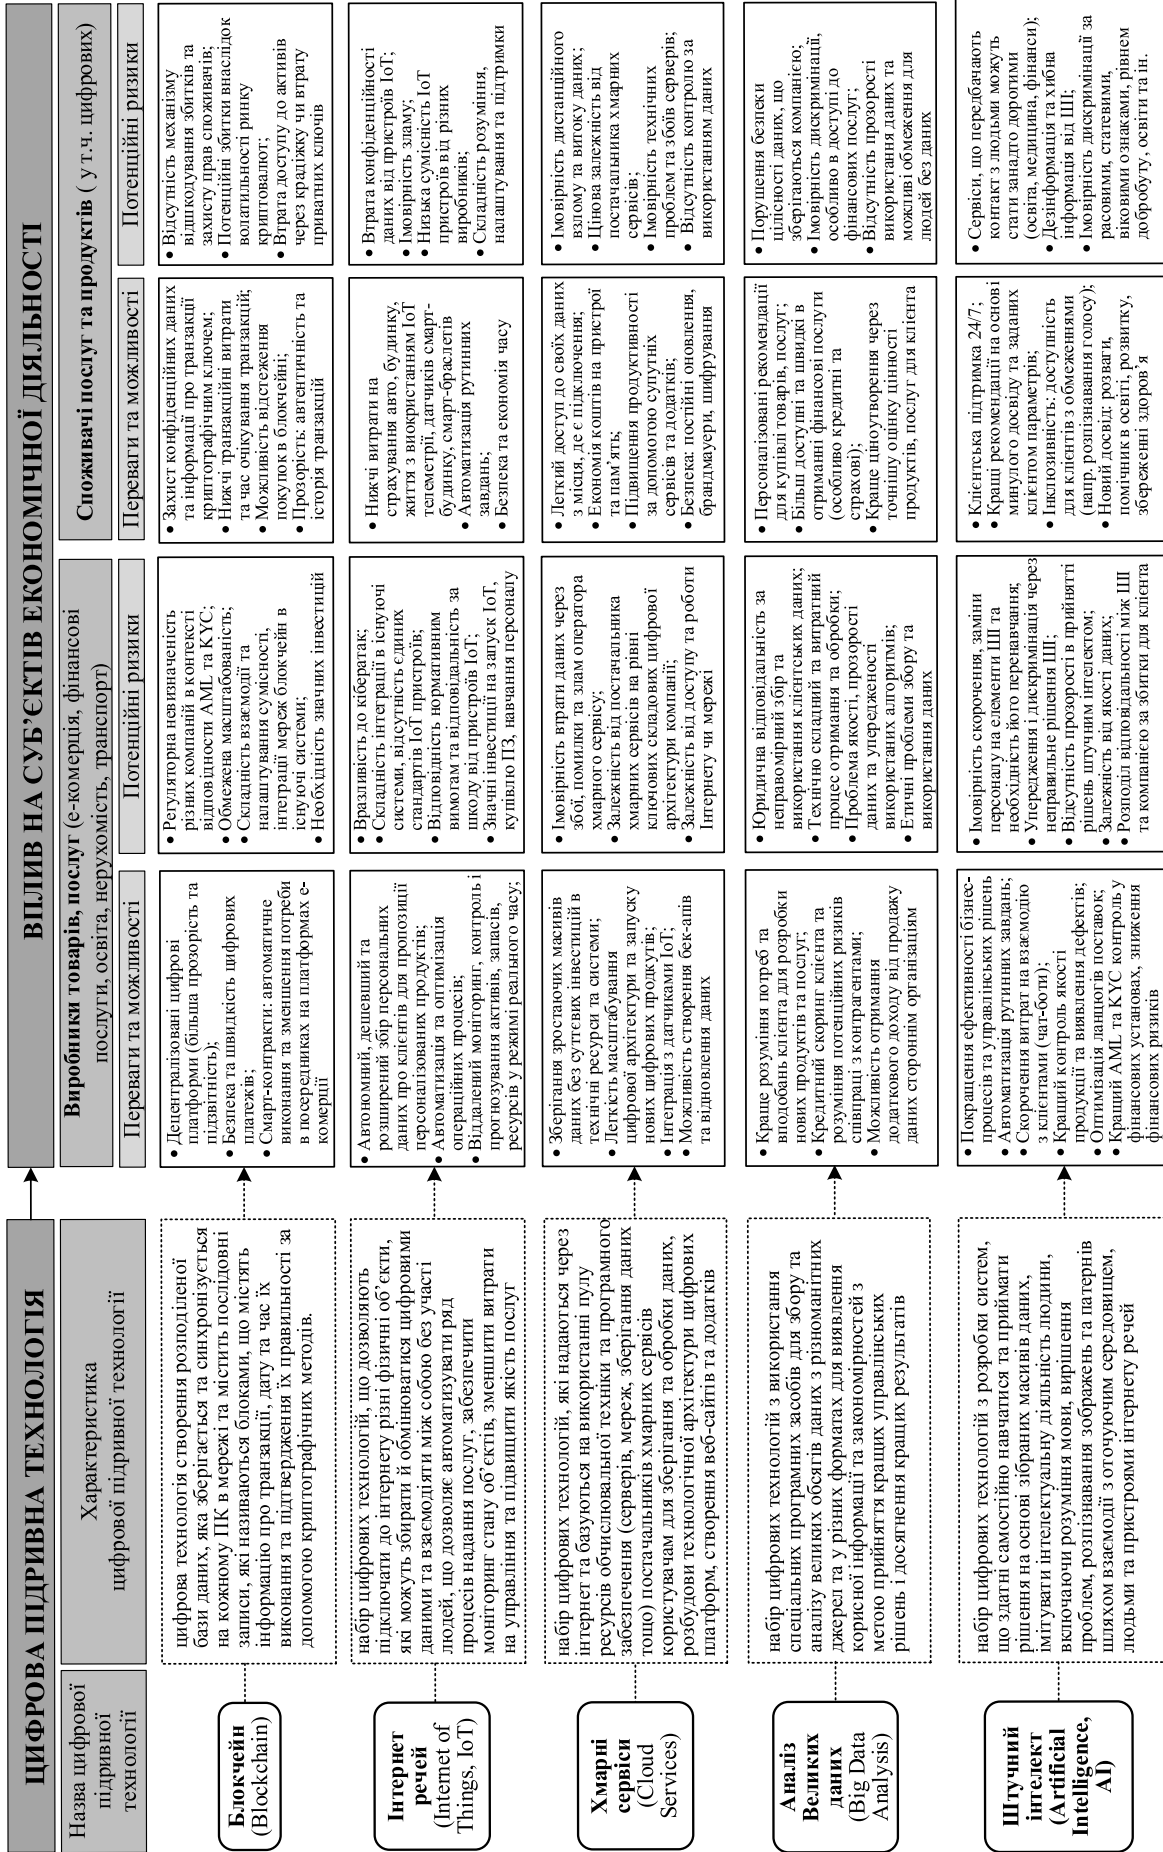 ЦИФРОВА ПІДРИВНА ТЕХНОЛОГІЯ
ВПЛИВ НА СУБ'ЄКТІВ ЕКОНОМІЧНОЇ ДІЯЛЬНОСТІ
Назва цифрової
підривної
технології
Характеристика
цифрової підривної технології
Виробники товарів, послуг (е-комерція, фінансові
послуги, освіта, нерухомість, транспорт)
Споживачі послуг та продуктів ( у т.ч. цифрових)
Переваги та можливості
Потенційні ризики
Переваги та можливості
Потенційні ризики
Блокчейн
(Blockchain)
цифрова технологія створення розподіленої
бази даних, яка зберігається та синхронізується
на кожному ПК в мережі та містить послідовні
записи, які називаються блоками, що містять
інформацію про транзакції, дату та час їх
виконання та підтвердження їх правильності за
допомогою криптографічних методів.
• Децентралізовані цифрові
платформи (більша прозорість та
підзвітність);
• Безпека та швидкість цифрових
платежів;
• Смарт-контракти: автоматичне
виконання та зменшення потреби
в посередниках на платформах е-
комерції
• Регуляторна невизначеність
різних компаній в контексті
відповідності AML та KYC;
• Обмежена масштабованість;
• Складність взаємодії та
налаштування сумісності,
інтеграції мереж блокчейн в
існуючі системи;
• Необхідність значних інвестицій
• Захист конфіденційних даних
та інформації про транзакції
криптографічним ключем;
• Нижчі транзакційні витрати
та час очікування транзакцій;
• Можливість відстеження
покупок в блокчейні;
• Прозорість: автентичність та
історія транзакцій
• Відсутність механізму
відшкодування збитків та
захисту прав споживачів;
• Потенційні збитки внаслідок
волатильності ринку
криптовалют;
• Втрата доступу до активів
через крадіжку чи втрату
приватних ключів
Інтернет
речей
(Internet of
Things, IoT)
набір цифрових технологій, що дозволяють
підключати до інтернету різні фізичні об'єкти,
які можуть збирати й обмінюватися цифровими
даними та взаємодіяти між собою без участі
людей, що дозволяє автоматизувати ряд
процесів надання послуг, забезпечити
моніторинг стану об'єктів, зменшити витрати
на управління та підвищити якість послуг
• Автономний, дешевший та
розширений збір персональних
даних про клієнтів для пропозиції
персоналізованих продуктів;
• Автоматизація та оптимізація
операційних процесів;
• Віддалений моніторинг, контроль і
прогнозування активів, запасів,
ресурсів у режимі реального часу;
• Вразливість до кібератак;
• Складність інтеграції в існуючі
системи, відсутність єдиних
стандартів ІоТ пристроїв;
• Відповідність нормативним
вимогам та відповідальність за
шкоду від пристроїв ІоТ;
• Значні інвестиції на запуск ІоТ,
купівлю ПЗ, навчання персоналу
• Нижчі витрати на
страхування авто, будинку,
життя з використанням ІоТ
телеметрії, датчиків смарт-
будинку, смарт-браслетів
• Автоматизація рутинних
завдань;
• Безпека та економія часу
• Втрата конфіденційності
даних від пристроїв ІоТ;
• Імовірність зламу;
• Низька сумісність ІоТ
пристроїв від різних
виробників;
• Складність розуміння,
налаштування та підтримки
Хмарні
сервіси
(Cloud
Services)
набір цифрових технологій, які надаються через
інтернет та базуються на використанні пулу
ресурсів обчислювальної техніки та програмного
забезпечення (серверів, мереж, зберігання даних
тощо) постачальників хмарних сервісів
користувачам для зберігання та обробки даних,
розбудови технологічної архітектури цифрових
платформ, створення веб-сайтів та додатків
• Зберігання зростаючих масивів
даних без суттєвих інвестицій в
технічні ресурси та системи;
• Легкість масштабування
цифрової архітектури та запуску
нових цифрових продкутів;
• Інтеграція з датчиками ІоТ;
• Можливість створення бек-апів
та відновлення даних
• Імовірність втрати даних через
збої, помилки та злам оператора
хмарного сервісу;
• Залежність від постачальника
хмарних сервісів на рівні
ключових складових цифрової
архітектури компанії;
• Залежність від доступу та роботи
Інтернету чи мережі
• Легкий доступ до своїх даних
з місця, де є підключення;
• Економія коштів на пристрої
та пам'ять;
• Підвищення продуктивності
за допомогою супутніх
сервісів та додатків;
• Безпека: постійні оновлення,
брандмауери, шифрування
• Імовірність дистанційного
взлому та витоку даних;
• Цінова залежність від
постачальника хмарних
сервісів;
• Імовірність технічних
проблем та збоїв серверів;
• Відсутність контролю за
використанням даних
Аналіз
Великих
даних
(Big Data
Analysis)
набір цифрових технологій з використання
спеціальних програмних засобів для збору та
аналізу великих обсягів даних з різноманітних
джерел та у різних форматах для виявлення
корисної інформації та закономірностей з
метою прийняття кращих управлінських
рішень і досягнення кращих результатів
• Краще розуміння потреб та
вподобань клієнта для розробки
нових продуктів та послуг;
• Кредитний скоринг клієнта та
розуміння потенційних ризиків
співпраці з контрагентами;
• Можливість отримання
додаткового доходу від продажу
даних стороннім організаціям
• Юридична відповідальність за
неправомірний збір та
використання клієнтських даних;
• Технічно складний та витратний
процес отримання та обробки;
• Проблема якості, прозорості
даних та упередженості
використаних алгоритмів;
• Етичні проблеми збору та
використання даних
• Персоналізовані рекомендації
для купівлі товарів, послуг;
• Більш доступні та швидкі в
отриманні фінансові послуги
(особливо кредитні та
страхові);
• Краще ціноутворення через
точнішу оцінку цінності
продуктів, послуг для клієнта
• Порушення безпеки
цілісності даних, що
зберігаються компанією;
• Імовірність дискримінації,
особливо в доступі до
фінансових послуг;
• Відсутність прозорості
використання даних та
можливі обмеження для
людей без даних
Штучний
інтелект
(Artificial
Intelligence,
AI)
набір цифрових технологій з розробки систем,
що здатні самостійно навчатися та приймати
рішення на основі зібраних масивів даних,
імітувати інтелектуальну діяльність людини,
включаючи розуміння мови, вирішення
проблем, розпізнавання зображень та патернів
шляхом взаємодії з оточуючим середовищем,
людьми та пристроями інтернету речей
• Покращення ефективності бізнес-
процесів та управлінських рішень
• Автоматизація рутинних завдань;
• Скорочення витрат на взаємодію
з клієнтами (чат-боти);
• Кращий контроль якості
продукції та виявлення дефектів;
• Оптимізація ланцюгів поставок;
• Кращий AML та KYC контроль у
фінансових установах, зниження
фінансових ризиків
• Імовірність скорочення, заміни
персоналу на елементи ШІ та
необхідність його перенавчання;
• Упередження і дискримінація через
неправильне рішення ШІ;
• Відсутність прозорості в прийнятті
рішень штучним інтелектом;
• Залежність від якості даних;
• Розподіл відповідальності між ШІ
та компанією за збитки для клієнта
• Клієнтська підтримка 24/7;
• Кращі рекомендації на основі
минулого досвіду та заданих
клієнтом параметрів;
• Інклюзивність: доступність
для клієнтів з обмеженнями
(напр. розпізнавання голосу);
• Новий досвід: розваги,
помічник в освіті, розвитку,
збереженні здоров'я
• Сервіси, що передбачають
контакт з людьми можуть
стати занадто дорогими
(освіта, медицина, фінанси);
• Дезінформація та хибна
інформація від ШІ;
• Імовірність дискримінації за
расовими, статевими,
віковими ознаками, рівнем
добробуту, освіти та ін.